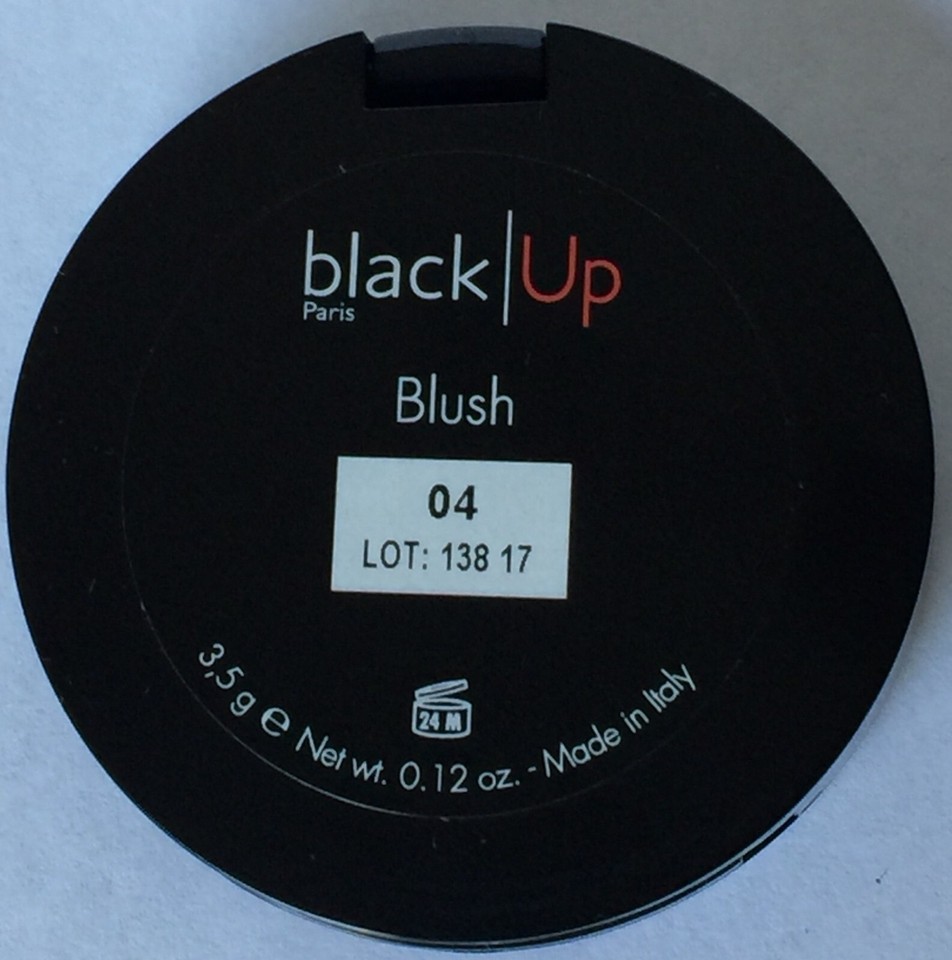 black|Up
Paris
Blush
04
LOT: 138 17
24 M
3,5 g ℮ Net wt. 0.12 oz. - Made in Italy